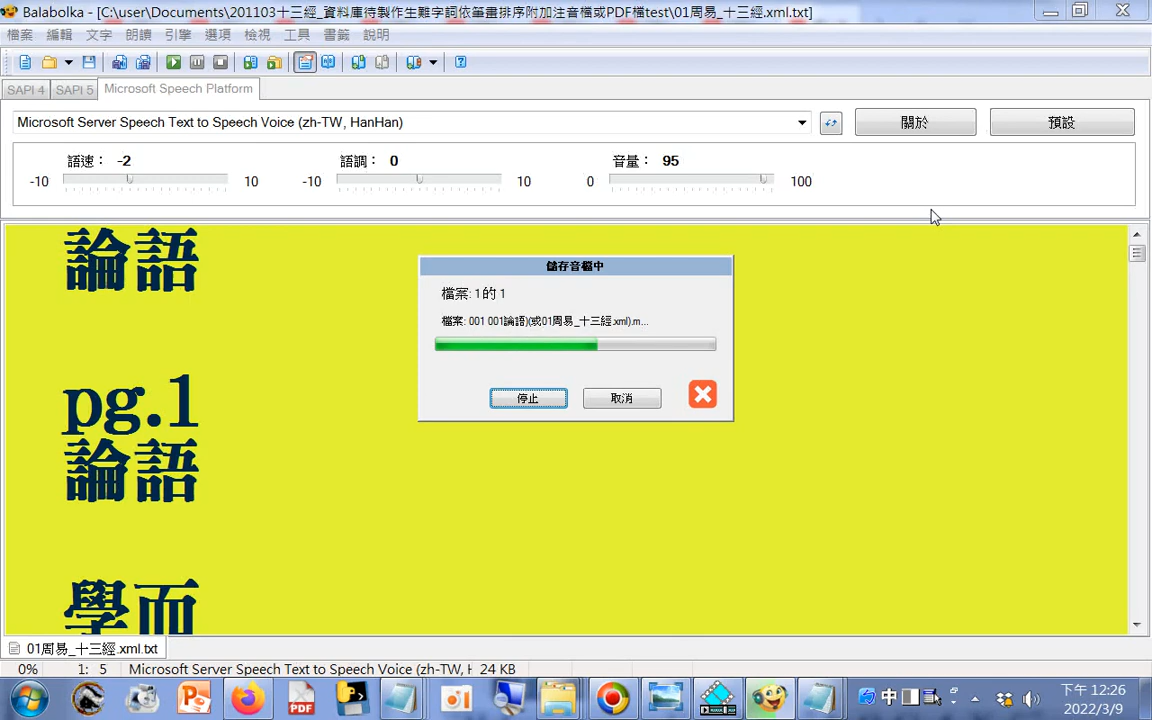 Balabolka - [C:\user\Documents\201103十三經_資料庫待製作生難字詞依筆畫排序附加注音檔或PDF檔test\01周易_十三經.xml.txt]
檔案 編輯 文字 朗讀 引擎 選項 檢視 工具 書籤 說明
SAPI 4 SAPI 5 Microsoft Speech Platform
Microsoft Server Speech Text to Speech Voice (zh-TW, HanHan) 關於 預設
語速： -2 語調： 0 音量： 95
-10 10 -10 10 0 100
論語
儲存音檔中
檔案: 1的 1
檔案: 001 001論語)(或01周易_十三經.xml).m...
停止 取消
pg.1
論語
學而
01周易_十三經.xml.txt
0% 1: 5 Microsoft Server Speech Text to Speech Voice (zh-TW, H 24 KB
PDF
中
下午 12:26
2022/3/9